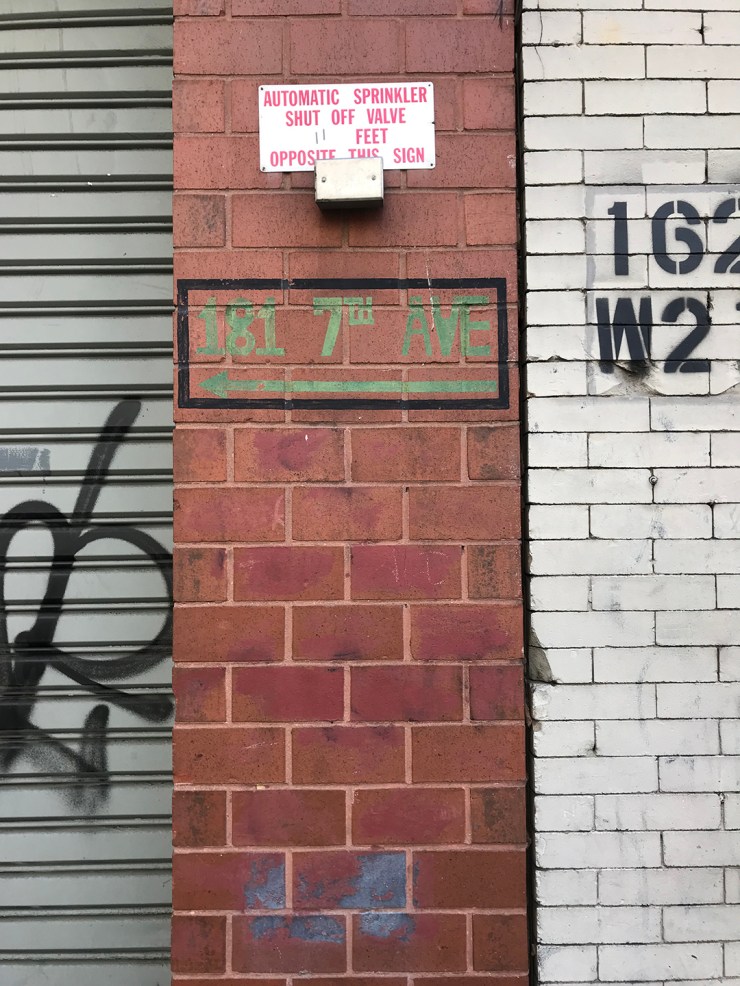 AUTOMATIC SPRINKLER
SHUT OFF VALVE
11 FEET
OPPOSITE THIS SIGN
181 7TH AVE
162
W2